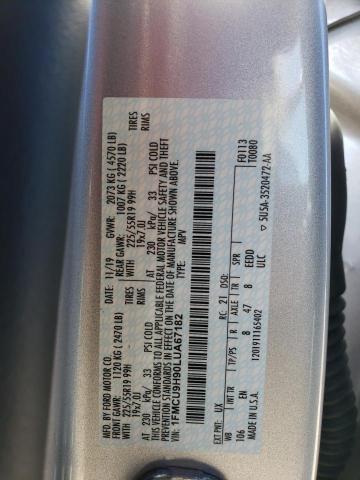 MFD. BY FORD MOTOR CO.
DATE: 11/19 GVWR: 2073 KG ( 4570 LB)
FRONT GAWR: 1120 KG ( 2470 LB) REAR GAWR: 1007 KG ( 2220 LB)
WITH 225/55R19 99H TIRES WITH 225/55R19 99H TIRES
19x7.0J RIMS 19x7.0J RIMS
AT 230 kPa/ 33 PSI COLD AT 230 kPa/ 33 PSI COLD
THIS VEHICLE CONFORMS TO ALL APPLICABLE FEDERAL MOTOR VEHICLE SAFETY AND THEFT
PREVENTION STANDARDS IN EFFECT ON THE DATE OF MANUFACTURE SHOWN ABOVE.
VIN: 1FMCU9H90LUA67182 TYPE: MPV
F0113
T0080
EXT PNT: UX RC: 21 DSO:
WB INT TR TP/PS R AXLE TR SPR
106 EN 8 47 8 EEDD
MADE IN U.S.A. ULC
12019111165402
5U5A-3520472-AA